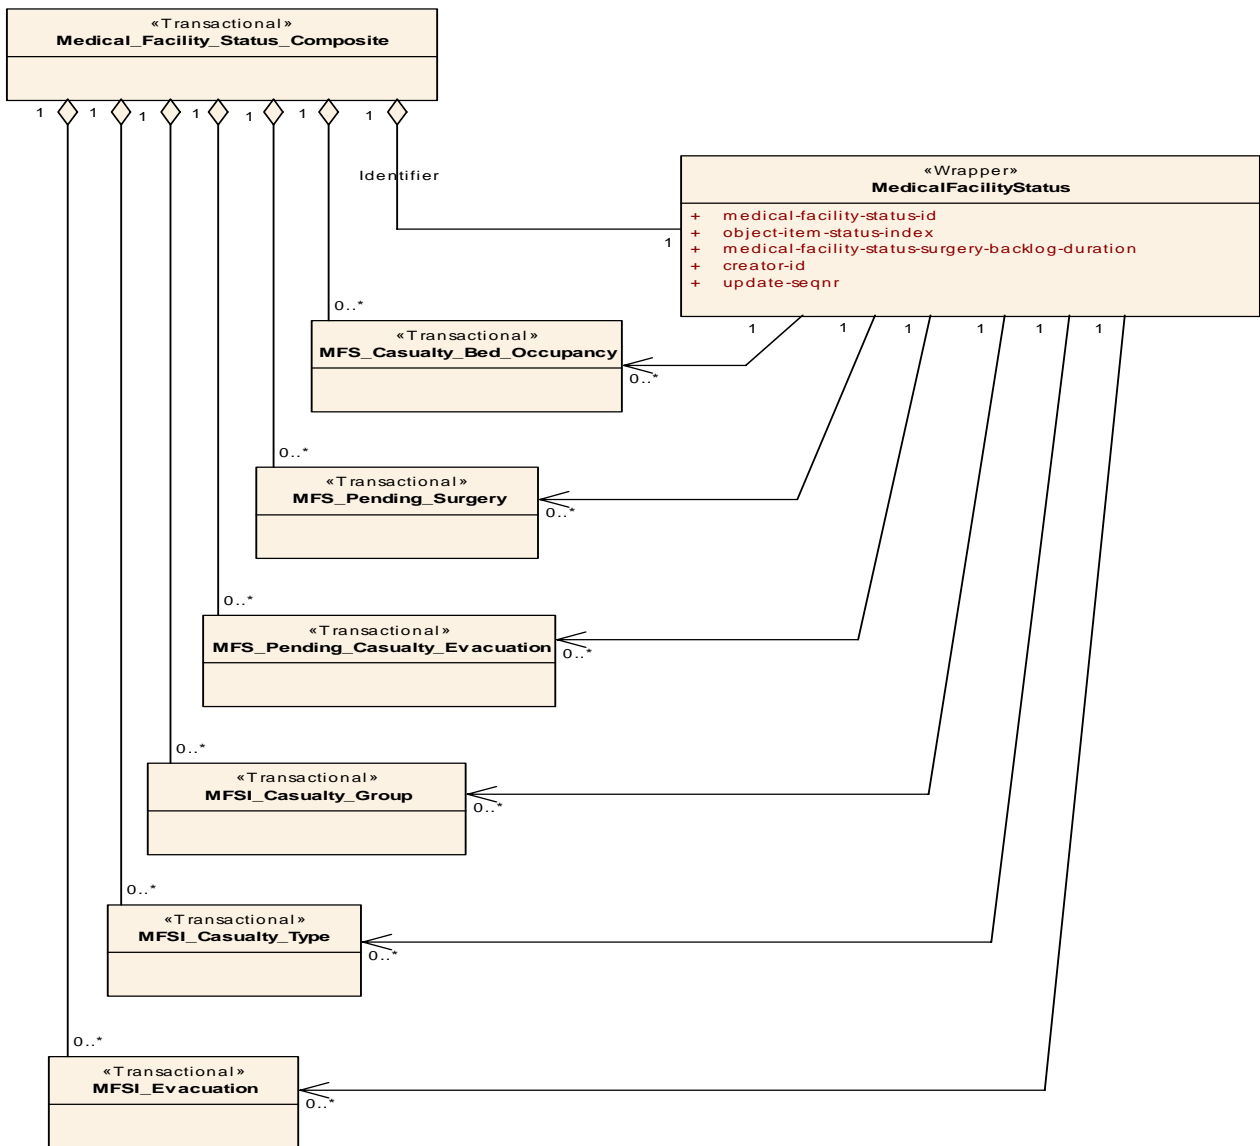 «Transactional»
Medical_Facility_Status_Composite
1 1 1 1 1 1 1
Identifier
«Wrapper»
MedicalFacilityStatus
+ medical-facility-status-id
+ object-item-status-index
+ medical-facility-status-surgery-backlog-duration
+ creator-id
+ update-seqnr
1
1 1 1 1 1 1
0..*
«Transactional»
MFS_Casualty_Bed_Occupancy
0..*
0..*
«Transactional»
MFS_Pending_Surgery
0..*
0..*
«Transactional»
MFS_Pending_Casualty_Evacuation
0..*
0..*
«Transactional»
MFSI_Casualty_Group
0..*
0..*
«Transactional»
MFSI_Casualty_Type
0..*
0..*
«Transactional»
MFSI_Evacuation
0..*